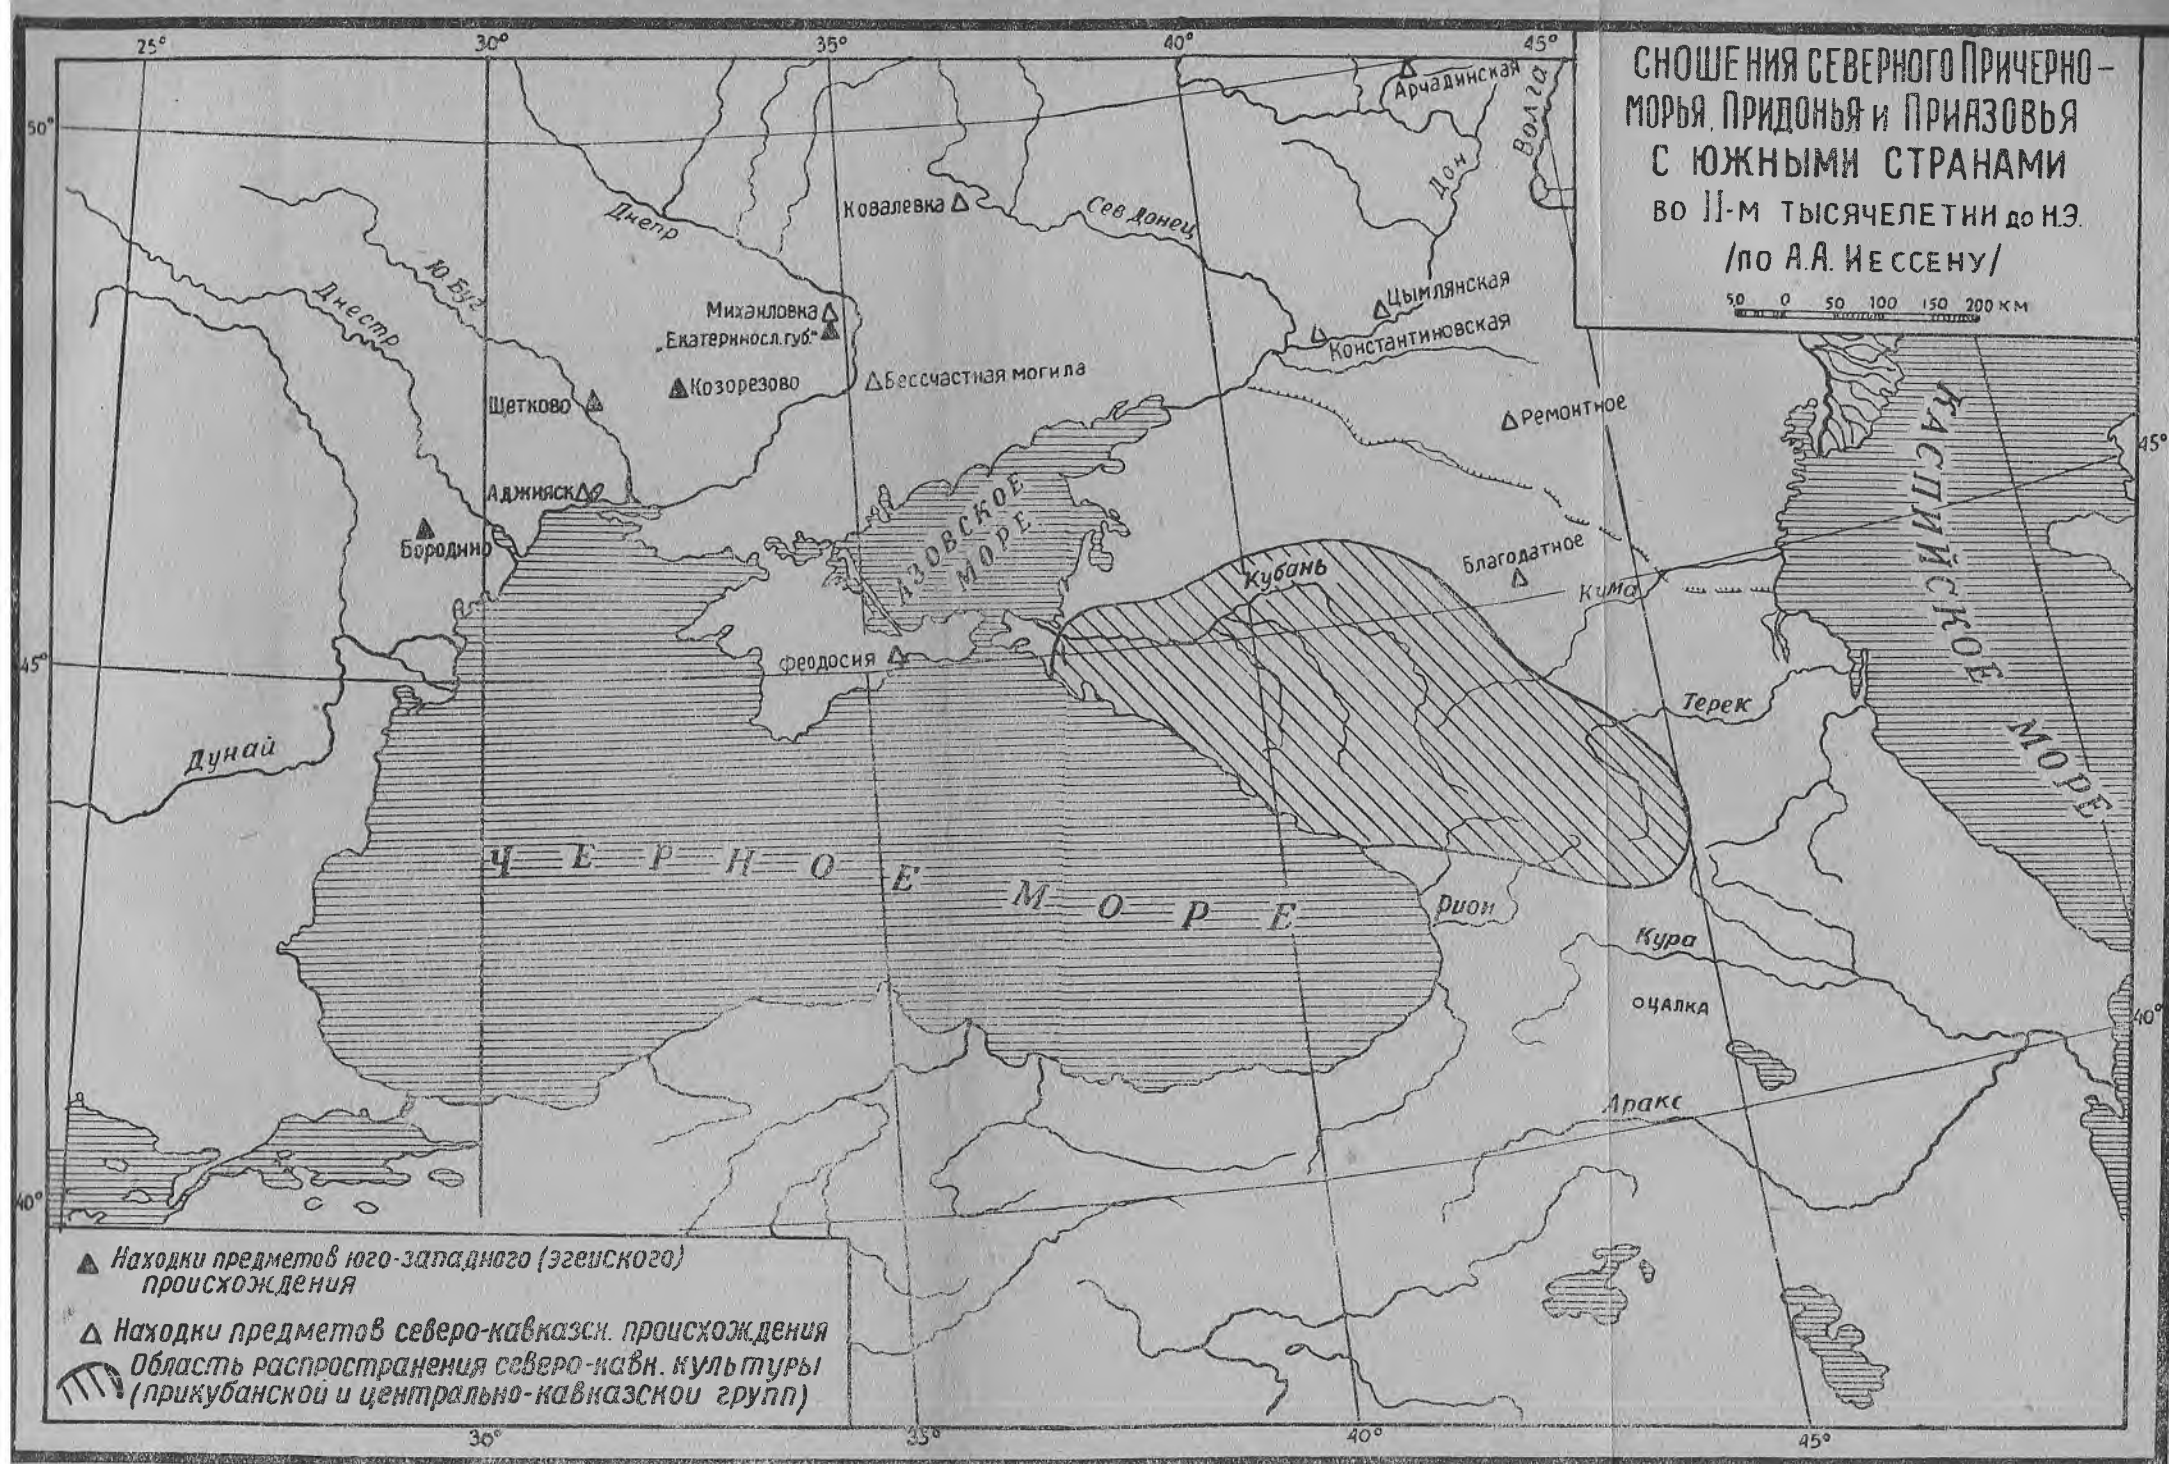 25° 30° 35° 40° 45°
СНОШЕНИЯ СЕВЕРНОГО ПРИЧЕРНО-
МОРЬЯ, ПРИДОНЬЯ и ПРИАЗОВЬЯ
С ЮЖНЫМИ СТРАНАМИ
ВО II-М ТЫСЯЧЕЛЕТИИ до Н.Э.
/по А.А. ИЕССЕНУ/
50 0 50 100 150 200 КМ
50°
Арчадинская
Волга
Дон
Ковалевка
Сев Донец
Днепр
Ю. Буг
Днестр
Михайловка
"Екатериносл. губ."
Цымлянская
Константиновская
Козорезово
Бессчастная могила
Щетково
Ремонтное
КАСПИЙСКОЕ
МОРЕ
45°
Аджияск
Бородино
АЗОВСКОЕ
МОРЕ
Благодатное
Кубань
Кума
45°
Феодосия
Терек
Дунай
ЧЕРНОЕ МОРЕ
Рион
Кура
ОЦАЛКА
40°
Аракс
40°
Находки предметов юго-западного (эгейского)
происхождения
Находки предметов северо-кавказск. происхождения
Область распространения северо-кавк. культуры
(прикубанской и центрально-кавказской групп)
30° 35° 40° 45°